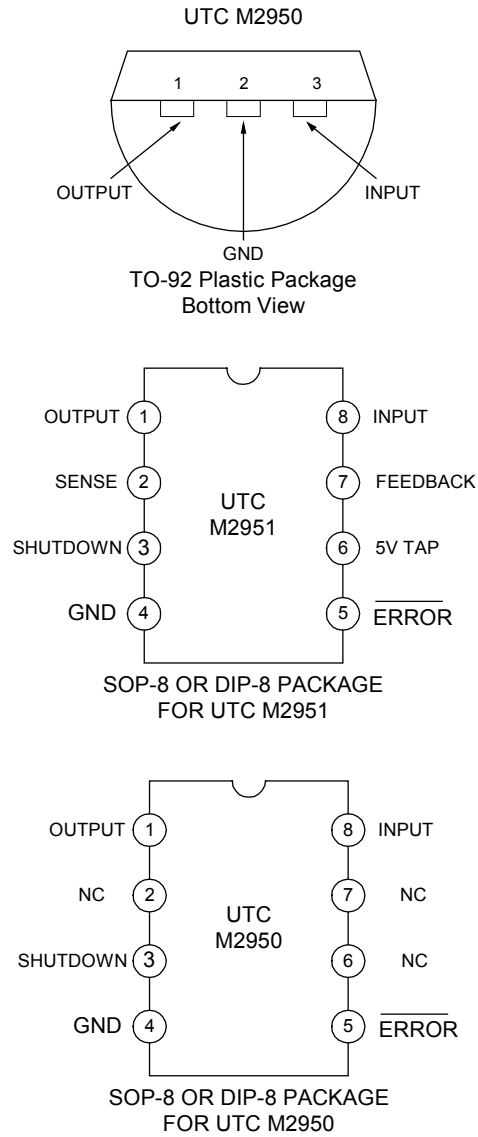 UTC M2950
1 2 3
OUTPUT INPUT
GND
TO-92 Plastic Package
Bottom View
OUTPUT 1 8 INPUT
SENSE 2 7 FEEDBACK
UTC
M2951
SHUTDOWN 3 6 5V TAP
GND 4 5 ERROR
SOP-8 OR DIP-8 PACKAGE
FOR UTC M2951
OUTPUT 1 8 INPUT
NC 2 7 NC
UTC
M2950
SHUTDOWN 3 6 NC
GND 4 5 ERROR
SOP-8 OR DIP-8 PACKAGE
FOR UTC M2950